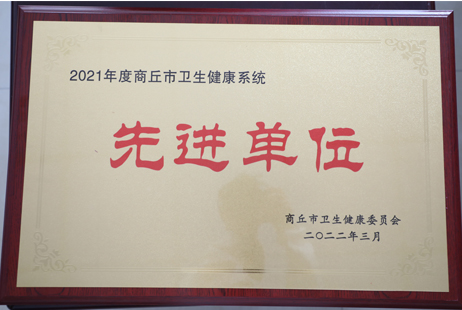 2021年度商丘市卫生健康系统
先进单位
商丘市卫生健康委员会
二〇二二年三月